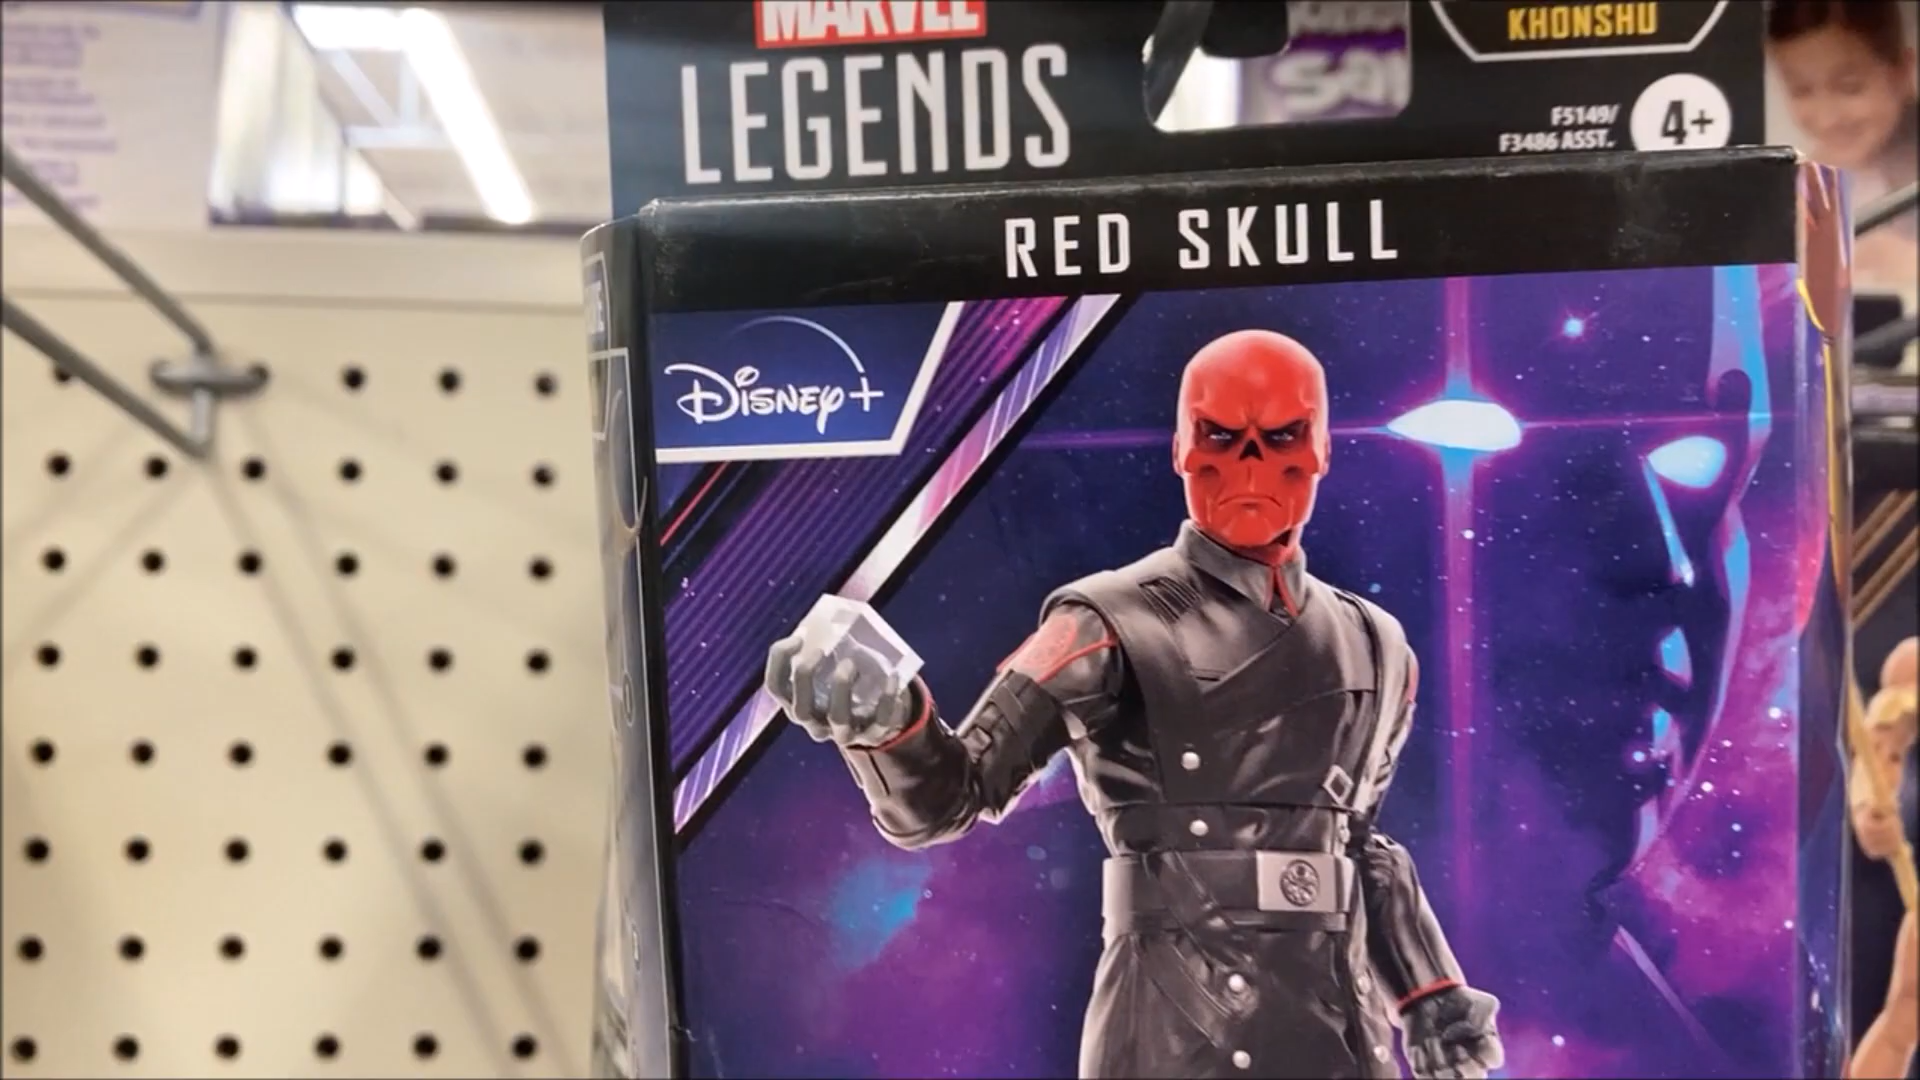 MARVEL
LEGENDS
KHONSHU
F5149/
F3486 ASST.
4+
RED SKULL
Disney+